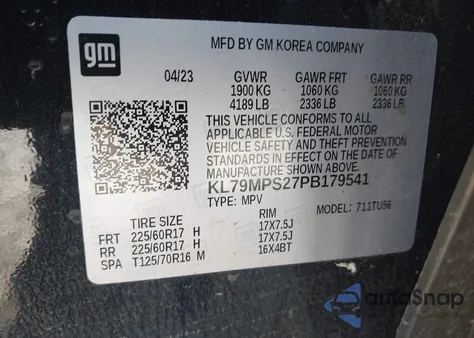 gm
MFD BY GM KOREA COMPANY
04/23 GVWR GAWR FRT GAWR RR
1900 KG 1060 KG 1060 KG
4189 LB 2336 LB 2336 LB
THIS VEHICLE CONFORMS TO ALL
APPLICABLE U.S. FEDERAL MOTOR
VEHICLE SAFETY AND THEFT PREVENTION
STANDARDS IN EFFECT ON THE DATE OF
MANUFACTURE SHOWN ABOVE.
KL79MPS27PB179541
TYPE: MPV MODEL: 711TU56
TIRE SIZE RIM
FRT 225/60R17 H 17X7.5J
RR 225/60R17 H 17X7.5J
SPA T125/70R16 M 16X4BT
autoSnap